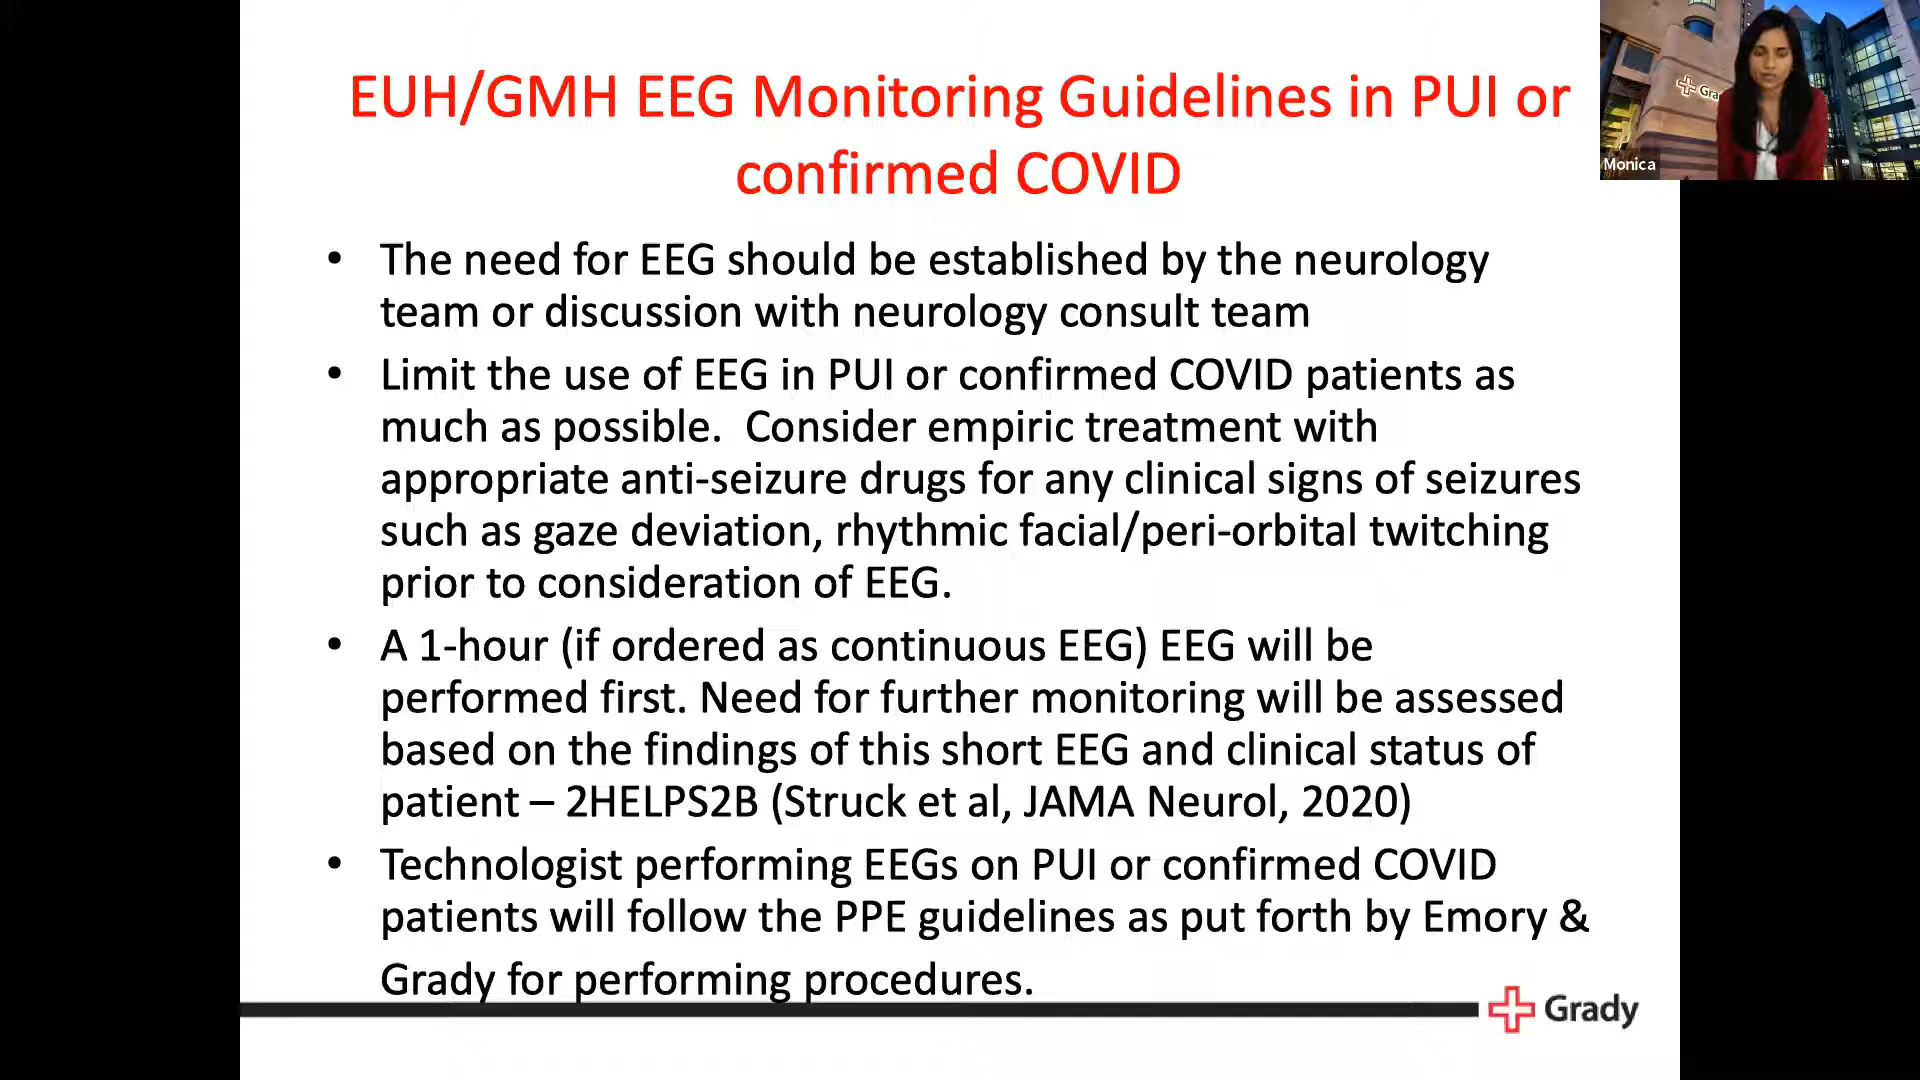 EUH/GMH EEG Monitoring Guidelines in PUI or
confirmed COVID
Gra
Monica
• The need for EEG should be established by the neurology
team or discussion with neurology consult team
• Limit the use of EEG in PUI or confirmed COVID patients as
much as possible.  Consider empiric treatment with
appropriate anti-seizure drugs for any clinical signs of seizures
such as gaze deviation, rhythmic facial/peri-orbital twitching
prior to consideration of EEG.
• A 1-hour (if ordered as continuous EEG) EEG will be
performed first. Need for further monitoring will be assessed
based on the findings of this short EEG and clinical status of
patient – 2HELPS2B (Struck et al, JAMA Neurol, 2020)
• Technologist performing EEGs on PUI or confirmed COVID
patients will follow the PPE guidelines as put forth by Emory &
Grady for performing procedures.
Grady